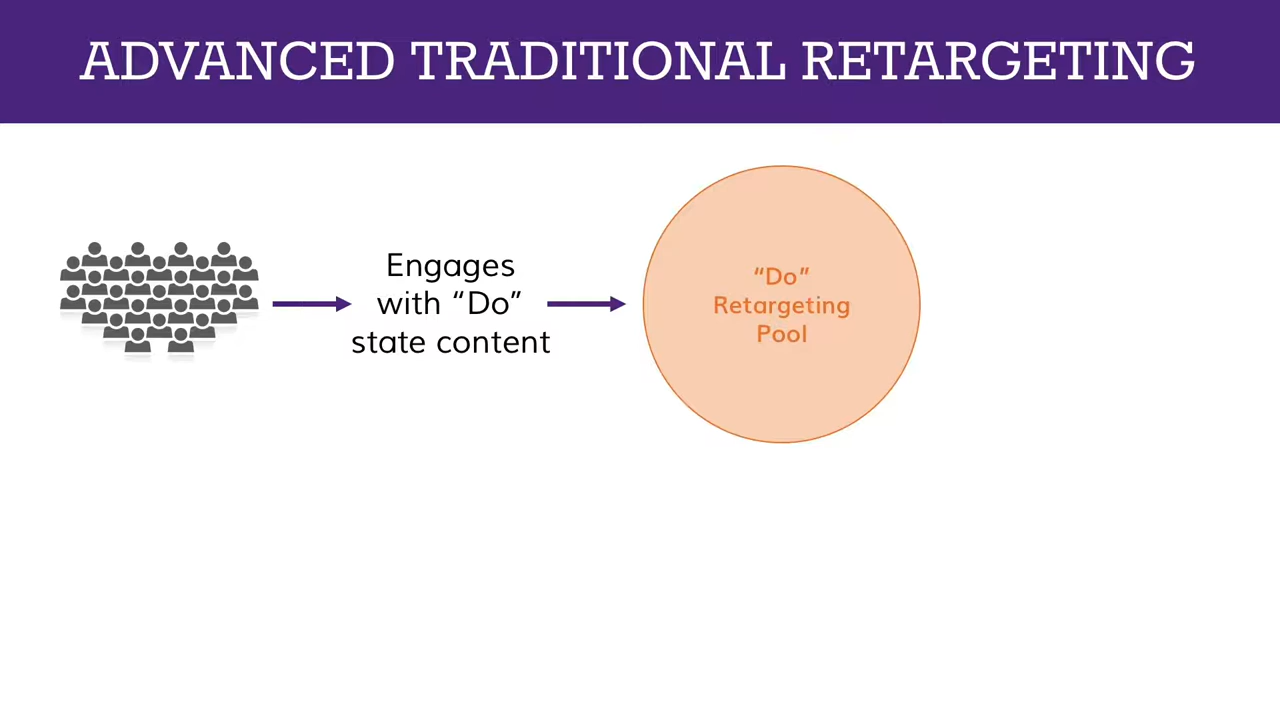 ADVANCED TRADITIONAL RETARGETING
Engages
with “Do”
state content
“Do”
Retargeting
Pool